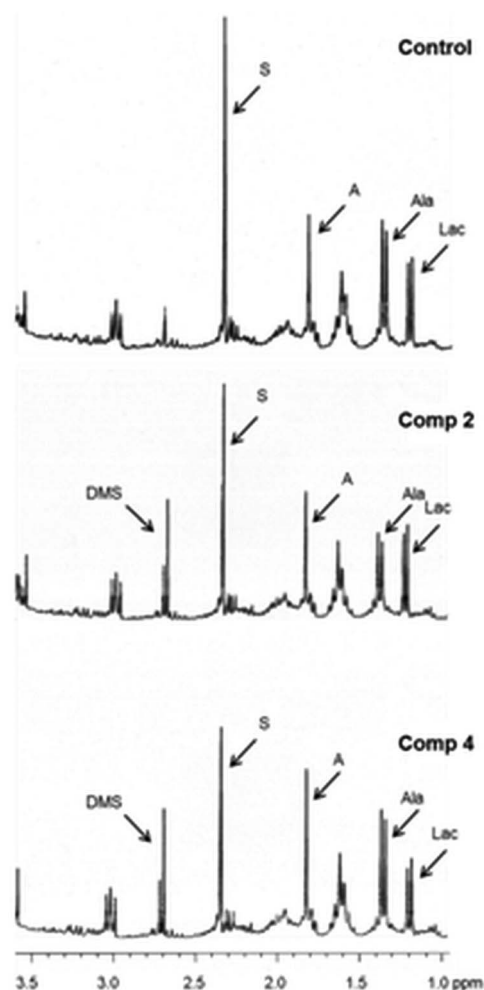 Control
S
A
Ala
Lac
Comp 2
S
DMS
A
Ala
Lac
Comp 4
S
A
DMS
Ala
Lac
3.5 3.0 2.5 2.0 1.5 1.0 ppm